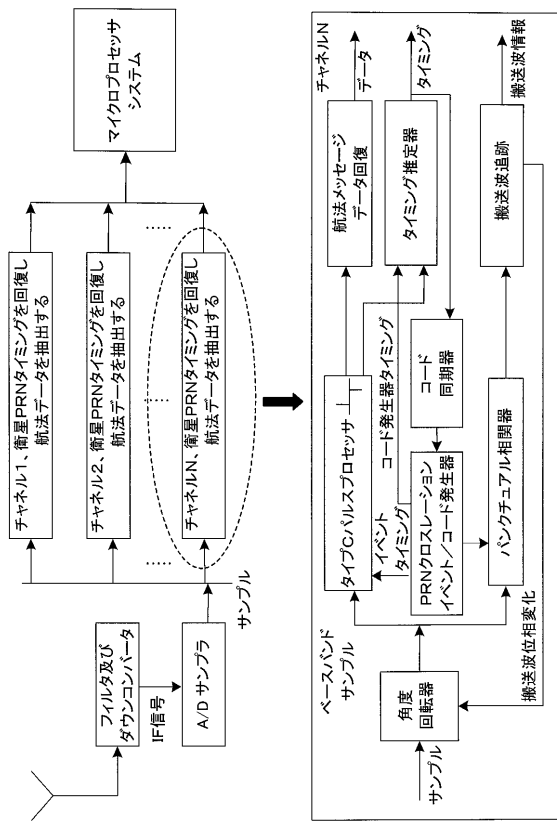 フィルタ及び
ダウンコンバータ
IF信号
A/D サンプラ
サンプル
チャネル1、衛星PRNタイミングを回復し
航法データを抽出する
チャネル2、衛星PRNタイミングを回復し
航法データを抽出する
チャネルN、衛星PRNタイミングを回復し
航法データを抽出する
マイクロプロセッサ
システム
サンプル
角度
回転器
ベースバンド
サンプル
タイプCパルスプロセッサ
イベント
タイミング
コード発生器タイミング
PRNクロスレーション
イベント/コード発生器
コード
同期器
パンクチュアル相関器
搬送波位相変化
航法メッセージ
データ回復
タイミング推定器
搬送波追跡
チャネルN
データ
タイミング
搬送波情報